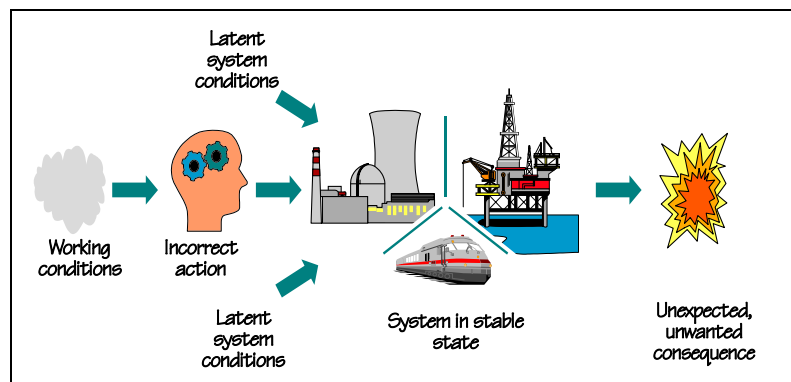 Latent
system
conditions
Working
conditions
Incorrect
action
Latent
system
conditions
System in stable
state
Unexpected,
unwanted
consequence